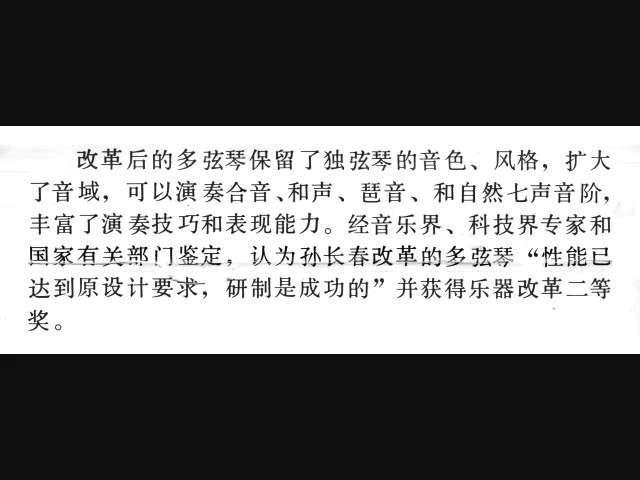 改革后的多弦琴保留了独弦琴的音色、风格，扩大
了音域，可以演奏合音、和声、琶音、和自然七声音阶，
丰富了演奏技巧和表现能力。经音乐界、科技界专家和
国家有关部门鉴定，认为孙长春改革的多弦琴“性能已
达到原设计要求，研制是成功的”并获得乐器改革二等
奖。